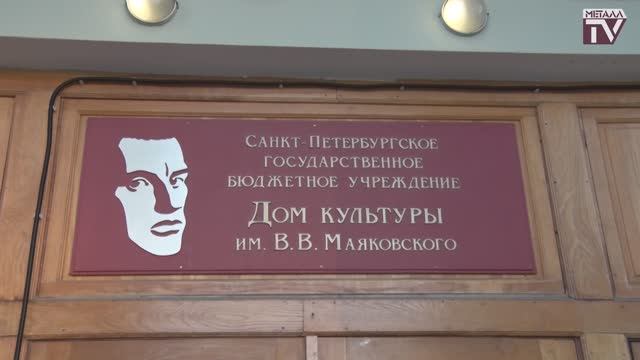 МЕТАЛЛ
TV
САНКТ-ПЕТЕРБУРГСКОЕ
ГОСУДАРСТВЕННОЕ
БЮДЖЕТНОЕ УЧРЕЖДЕНИЕ
ДОМ КУЛЬТУРЫ
ИМ. В.В. МАЯКОВСКОГО